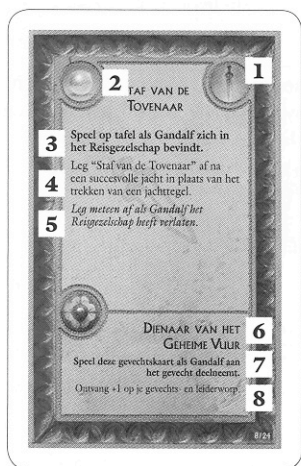 1
2
STAF VAN DE
TOVENAAR
3
Speel op tafel als Gandalf zich in
het Reisgezelschap bevindt.
4
Leg "Staf van de Tovenaar" af na
een succesvolle jacht in plaats van het
trekken van een jachttegel.
5
Leg meteen af als Gandalf het
Reisgezelschap heeft verlaten.
DIENAAR VAN HET
GEHEIME VUUR
6
Speel deze gevechtskaart als Gandalf aan
het gevecht deelneemt.
7
Ontvang +1 op je gevechts- en leiderworp.
8
8/24